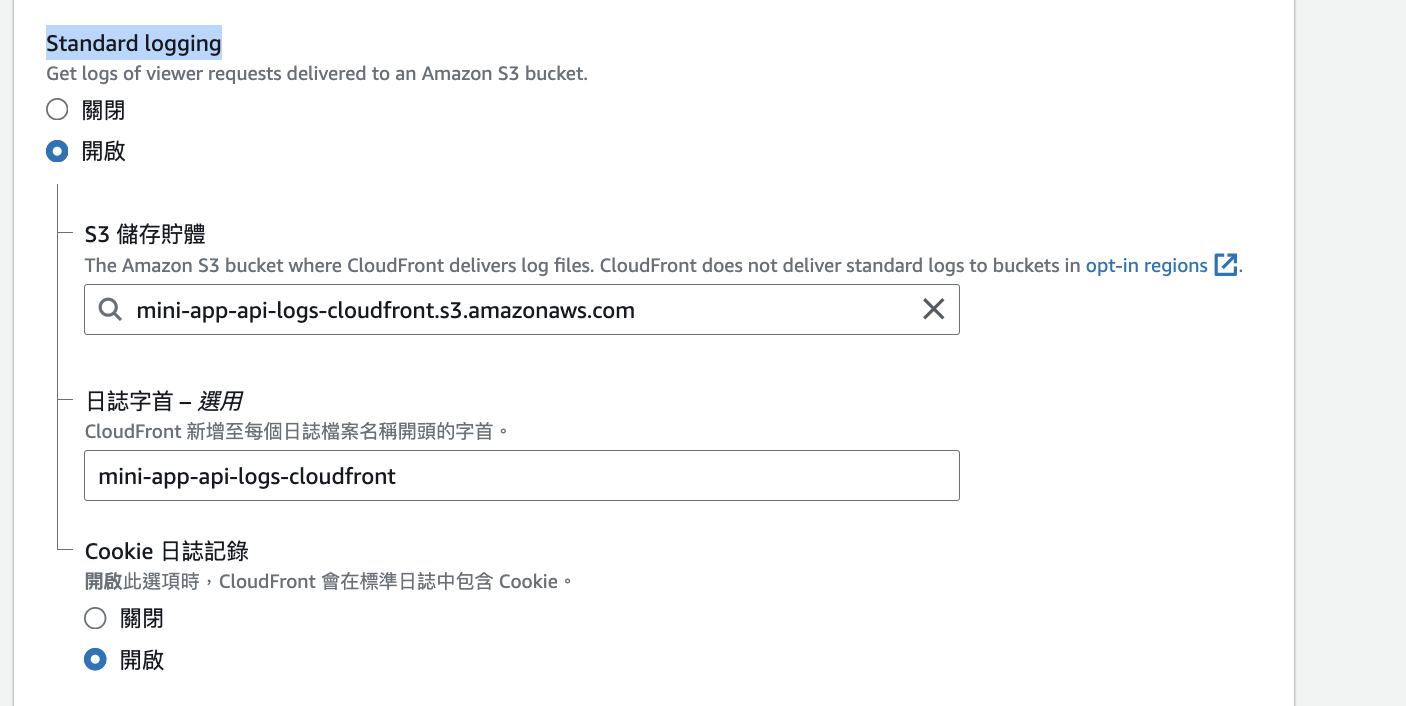 Standard logging
Get logs of viewer requests delivered to an Amazon S3 bucket.
關閉
開啟
S3 儲存貯體
The Amazon S3 bucket where CloudFront delivers log files. CloudFront does not deliver standard logs to buckets in opt-in regions.
mini-app-api-logs-cloudfront.s3.amazonaws.com
日誌字首 – 選用
CloudFront 新增至每個日誌檔案名稱開頭的字首。
mini-app-api-logs-cloudfront
Cookie 日誌記錄
開啟此選項時，CloudFront 會在標準日誌中包含 Cookie。
關閉
開啟